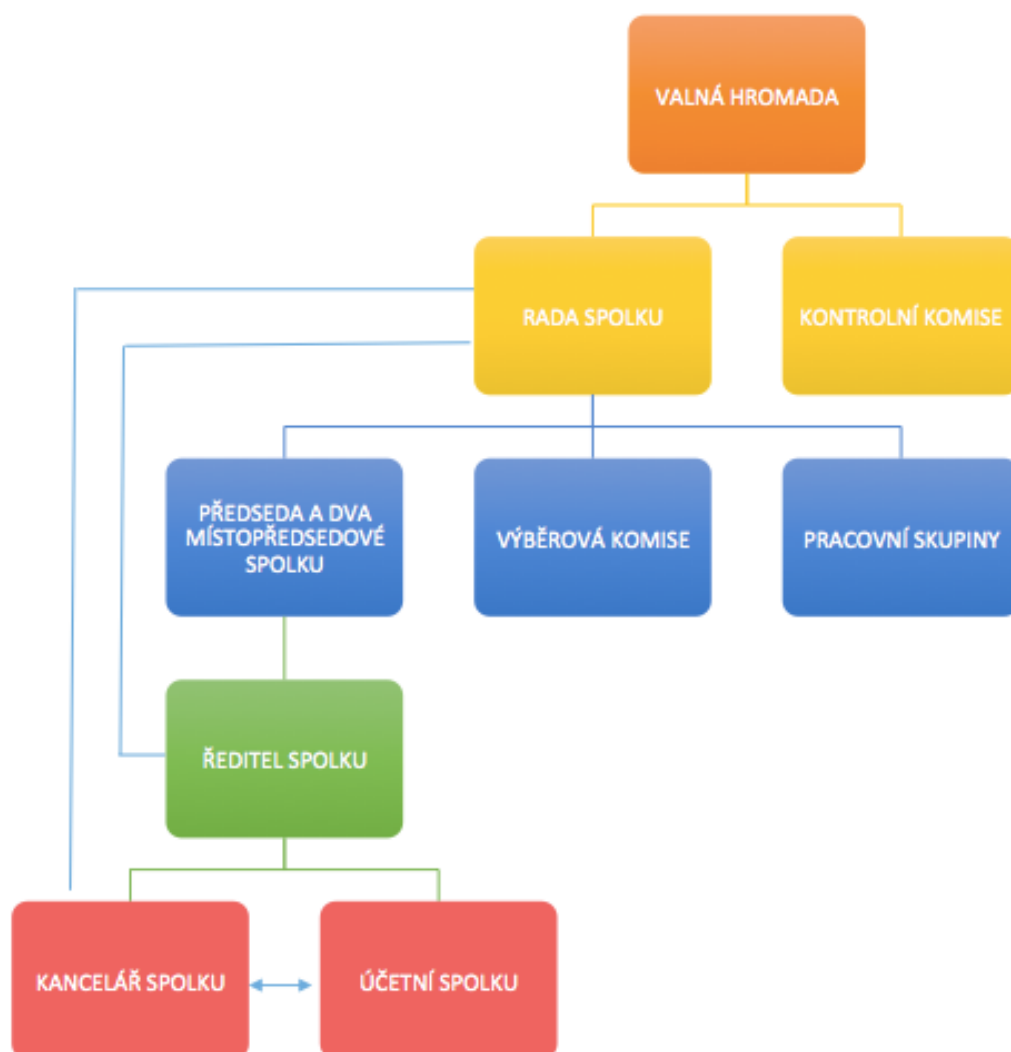 VALNÁ HROMADA
RADA SPOLKU
KONTROLNÍ KOMISE
PŘEDSEDA A DVA
MÍSTOPŘEDSEDOVÉ
SPOLKU
VÝBĚROVÁ KOMISE
PRACOVNÍ SKUPINY
ŘEDITEL SPOLKU
KANCELÁŘ SPOLKU
ÚČETNÍ SPOLKU